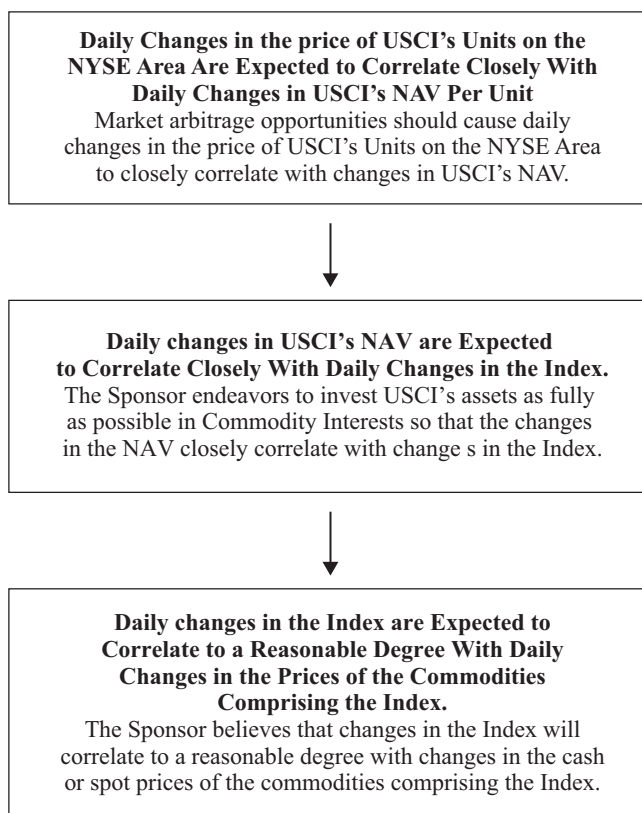 Daily Changes in the price of USCI’s Units on the
NYSE Area Are Expected to Correlate Closely With
Daily Changes in USCI’s NAV Per Unit
Market arbitrage opportunities should cause daily
changes in the price of USCI’s Units on the NYSE Area
to closely correlate with changes in USCI’s NAV.
Daily changes in USCI’s NAV are Expected
to Correlate Closely With Daily Changes in the Index.
The Sponsor endeavors to invest USCI’s assets as fully
as possible in Commodity Interests so that the changes
in the NAV closely correlate with change s in the Index.
Daily changes in the Index are Expected to
Correlate to a Reasonable Degree With Daily
Changes in the Prices of the Commodities
Comprising the Index.
The Sponsor believes that changes in the Index will
correlate to a reasonable degree with changes in the cash
or spot prices of the commodities comprising the Index.